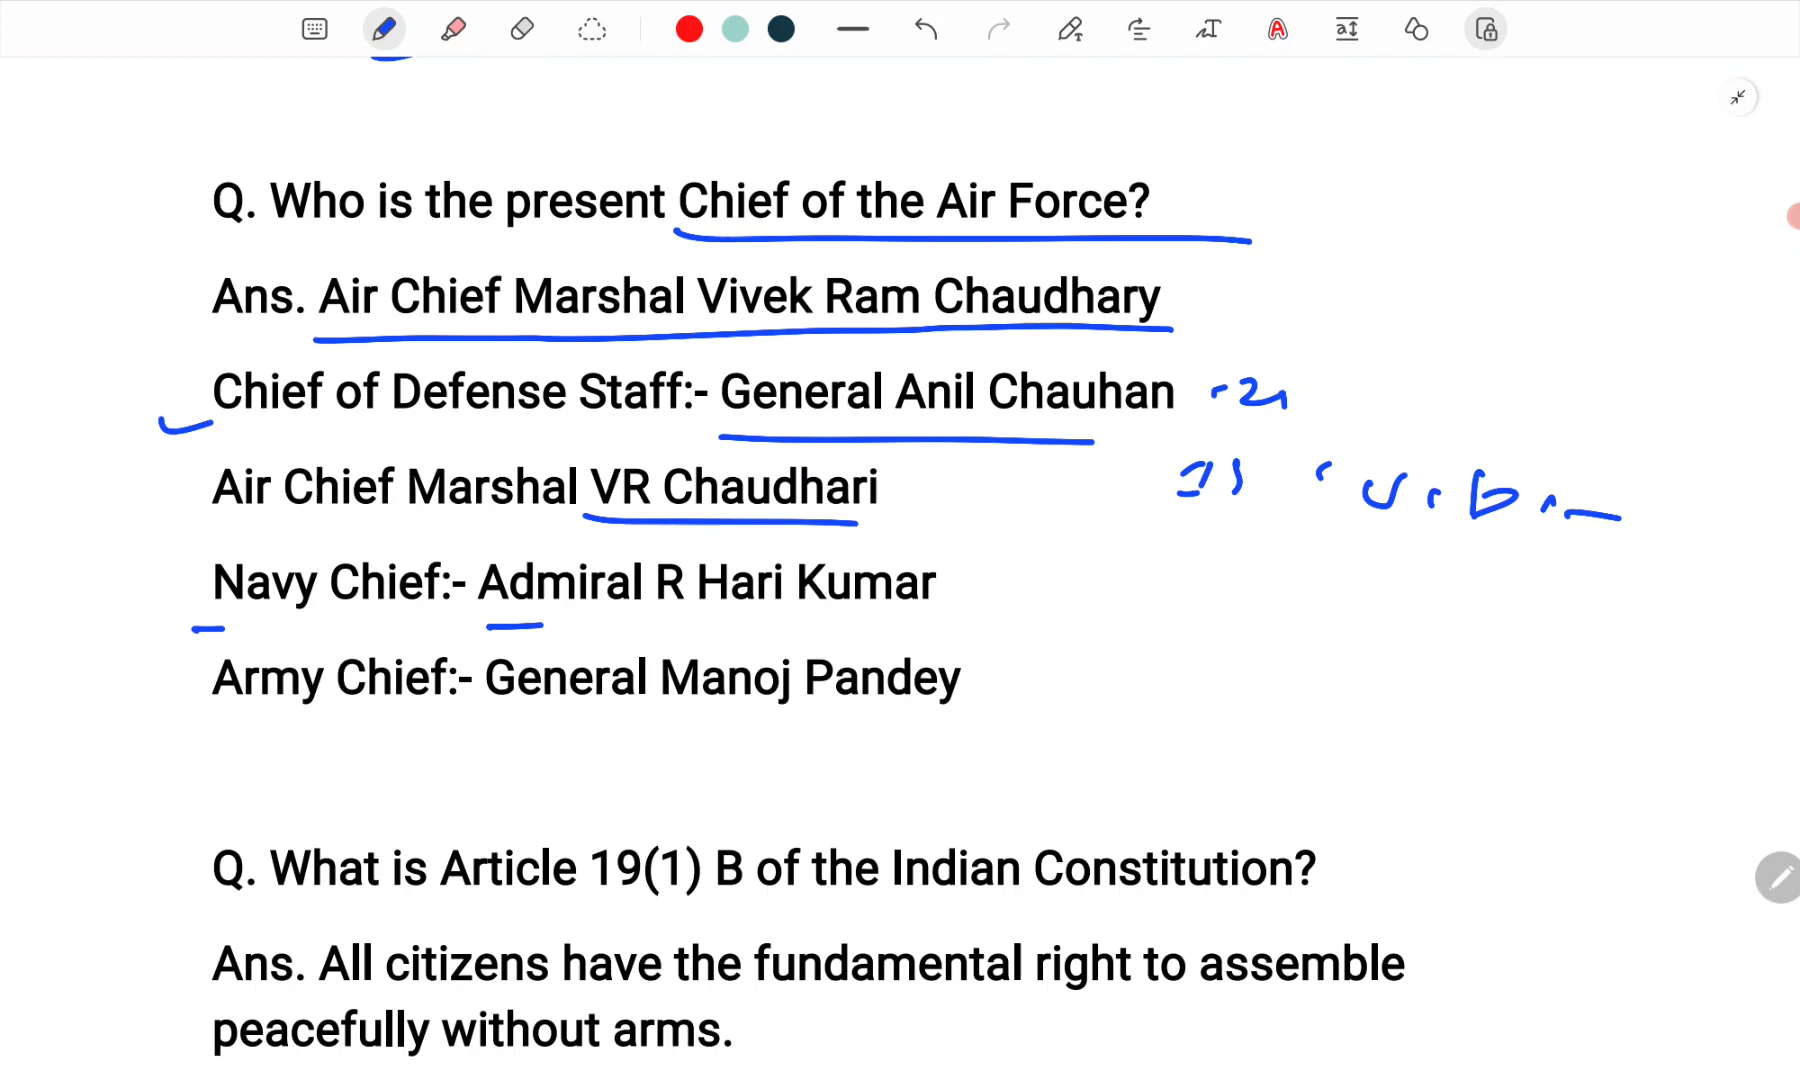 Q. Who is the present Chief of the Air Force?
Ans. Air Chief Marshal Vivek Ram Chaudhary
Chief of Defense Staff:- General Anil Chauhan
Air Chief Marshal VR Chaudhari
Navy Chief:- Admiral R Hari Kumar
Army Chief:- General Manoj Pandey
Q. What is Article 19(1) B of the Indian Constitution?
Ans. All citizens have the fundamental right to assemble
peacefully without arms.